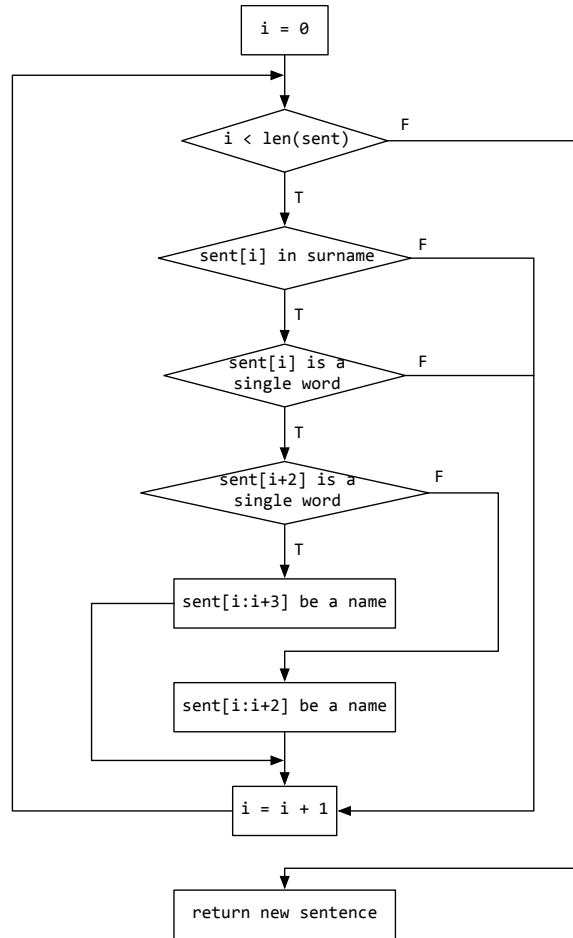 i = 0
i < len(sent)
F
T
sent[i] in surname
F
T
sent[i] is a
single word
F
T
sent[i+2] is a
single word
F
T
sent[i:i+3] be a name
sent[i:i+2] be a name
i = i + 1
return new sentence